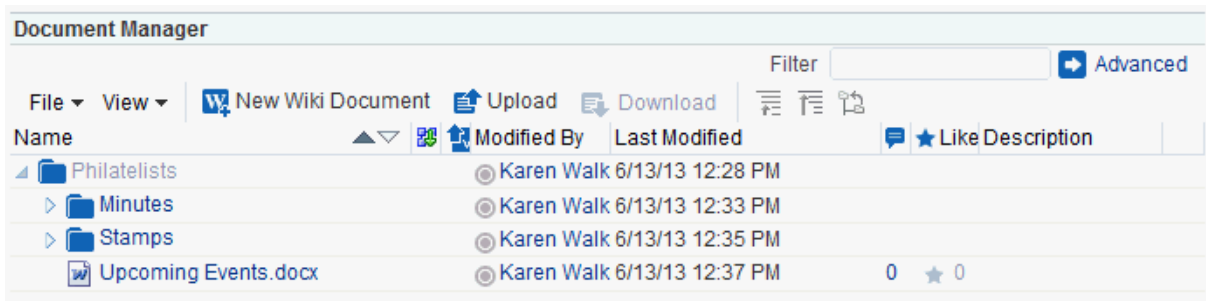 Document Manager
Filter Advanced
File View New Wiki Document Upload Download
Name Modified By Last Modified Like Description
Philatelists Karen Walk 6/13/13 12:28 PM
Minutes Karen Walk 6/13/13 12:33 PM
Stamps Karen Walk 6/13/13 12:35 PM
Upcoming Events.docx Karen Walk 6/13/13 12:37 PM 0 0